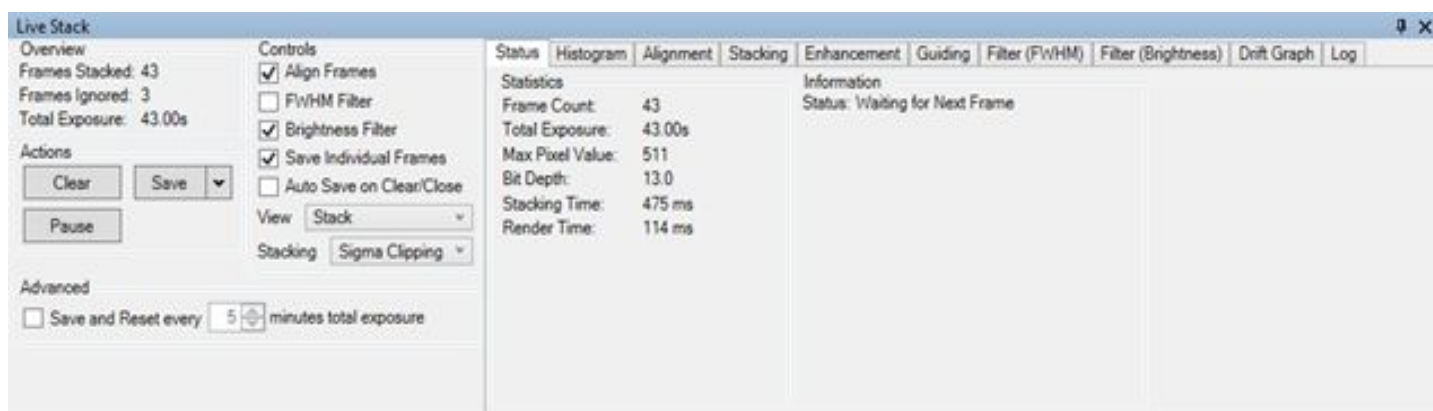 Live Stack
Overview
Frames Stacked: 43
Frames Ignored: 3
Total Exposure: 43.00s
Actions
Clear
Save
Pause
Controls
Align Frames
FWHM Filter
Brightness Filter
Save Individual Frames
Auto Save on Clear/Close
View Stack
Stacking Sigma Clipping
Advanced
Save and Reset every 5 minutes total exposure
Status Histogram Alignment Stacking Enhancement Guiding Filter (FWHM) Filter (Brightness) Drift Graph Log
Statistics
Frame Count: 43
Total Exposure: 43.00s
Max Pixel Value: 511
Bit Depth: 13.0
Stacking Time: 475 ms
Render Time: 114 ms
Information
Status: Waiting for Next Frame